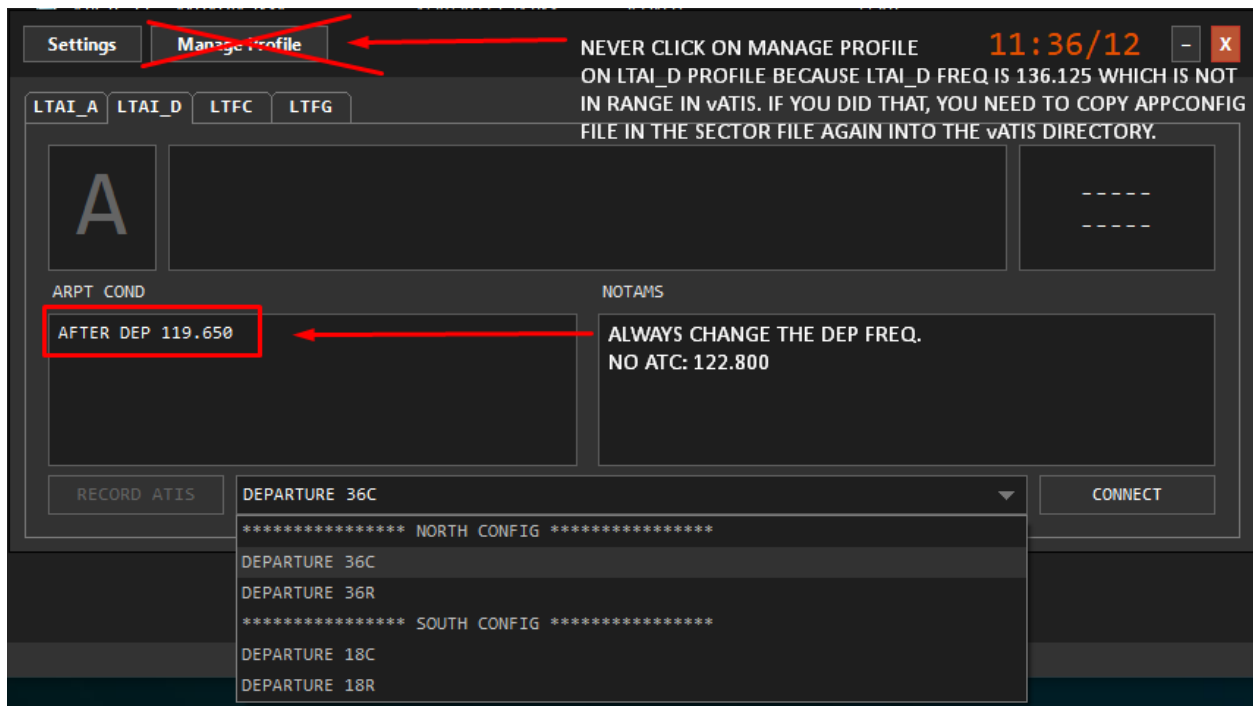 Settings
Manage Profile
NEVER CLICK ON MANAGE PROFILE
11:36/12
-
X
ON LTAI_D PROFILE BECAUSE LTAI_D FREQ IS 136.125 WHICH IS NOT
IN RANGE IN vATIS. IF YOU DID THAT, YOU NEED TO COPY APPCONFIG
FILE IN THE SECTOR FILE AGAIN INTO THE vATIS DIRECTORY.
LTAI_A
LTAI_D
LTFC
LTFG
A
-----
-----
ARPT COND
NOTAMS
AFTER DEP 119.650
ALWAYS CHANGE THE DEP FREQ.
NO ATC: 122.800
RECORD ATIS
DEPARTURE 36C
CONNECT
**************** NORTH CONFIG ****************
DEPARTURE 36C
DEPARTURE 36R
**************** SOUTH CONFIG ****************
DEPARTURE 18C
DEPARTURE 18R